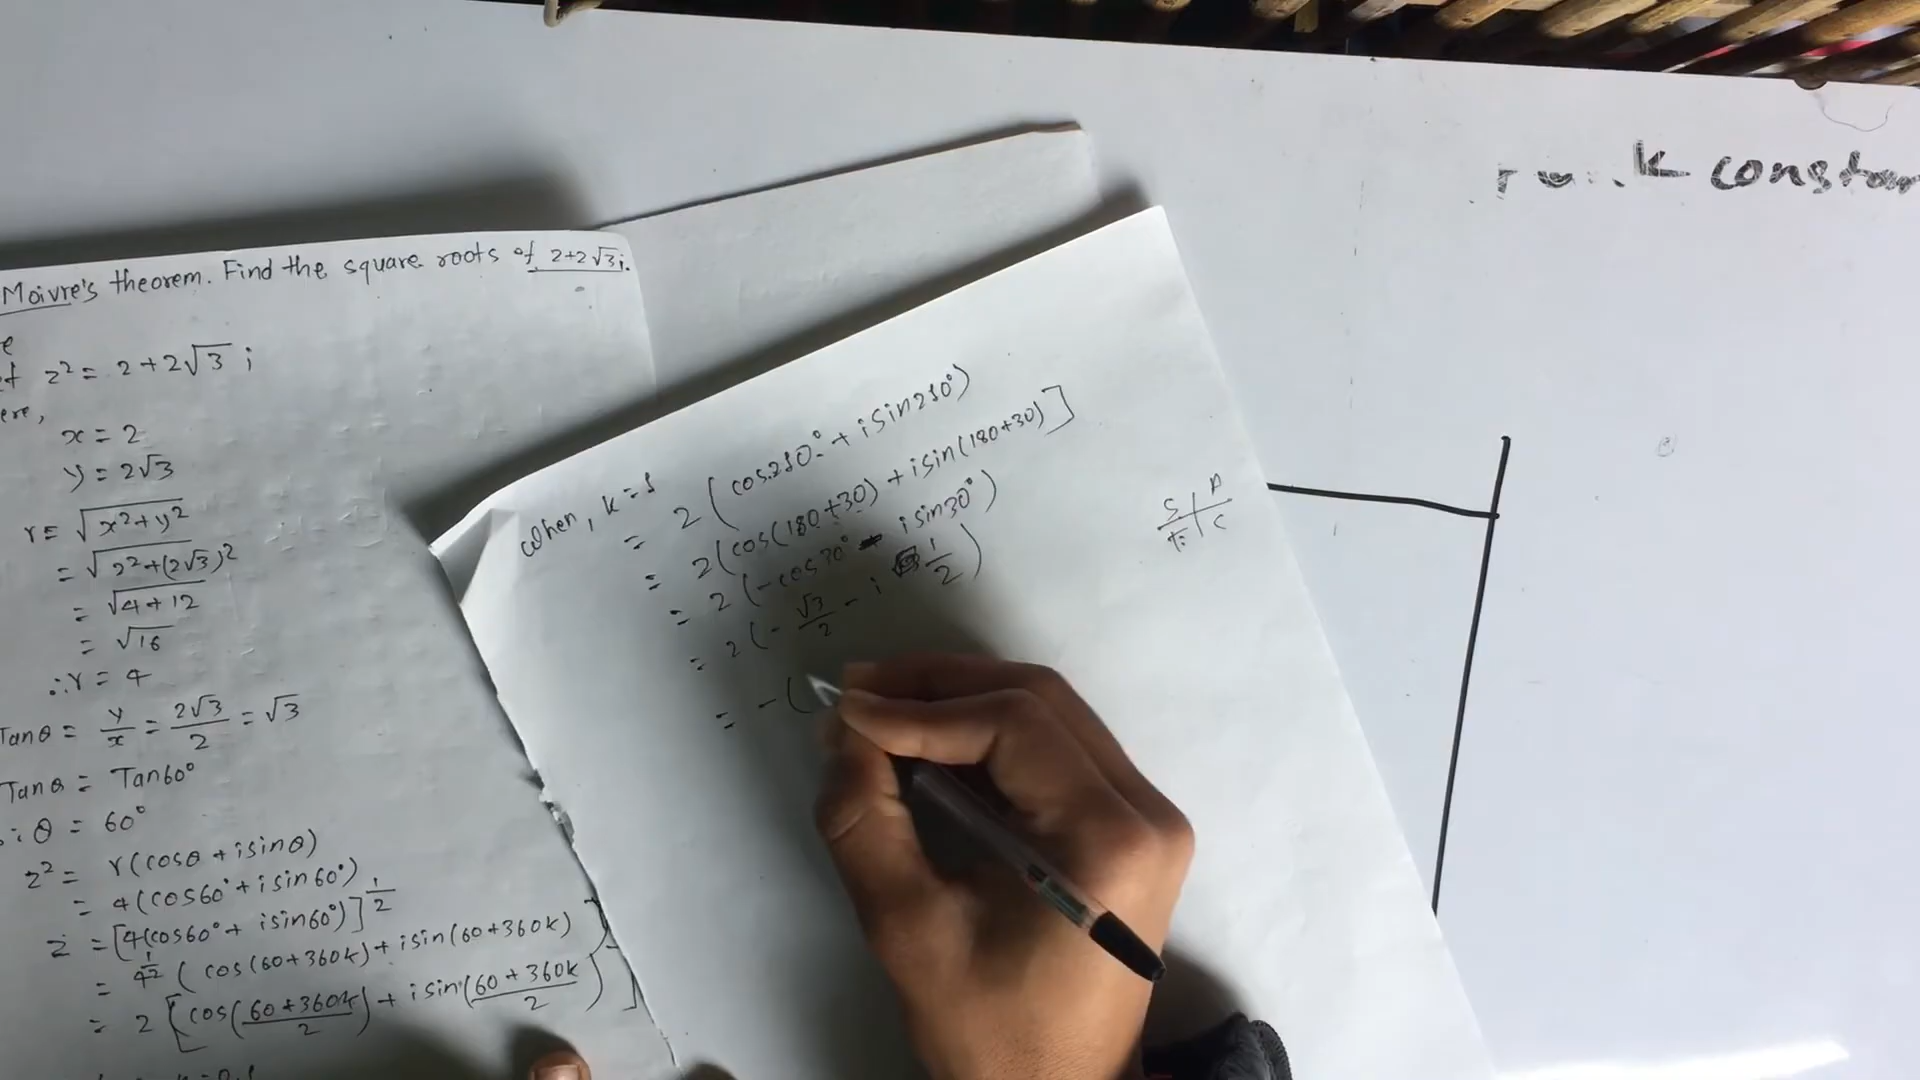 Moivre's theorem. Find the square roots of 2+2√3i.
z² = 2+2√3 i
x = 2
y = 2√3
r = √(x²+y²)
= √(2²+(2√3)²)
= √(4+12)
= √16
∴ r = 4
Tanθ = y/x = 2√3/2 = √3
Tanθ = Tan60°
∴ θ = 60°
z² = r(cosθ+isinθ)
= 4(cos60°+isin60°)
z = [4(cos60°+isin60°)]^1/2
= 4^1/2 (cos(60+360k)+isin(60+360k)
= 2[cos(60+360k/2)+isin(60+360k/2)]
When, k=1
= 2(cos210°+isin210°)
= 2(cos(180+30)+isin(180+30)]
= 2(-cos30°-isin30°)
= 2(-√3/2-i 1/2)
= -(
S A
T C
k constan